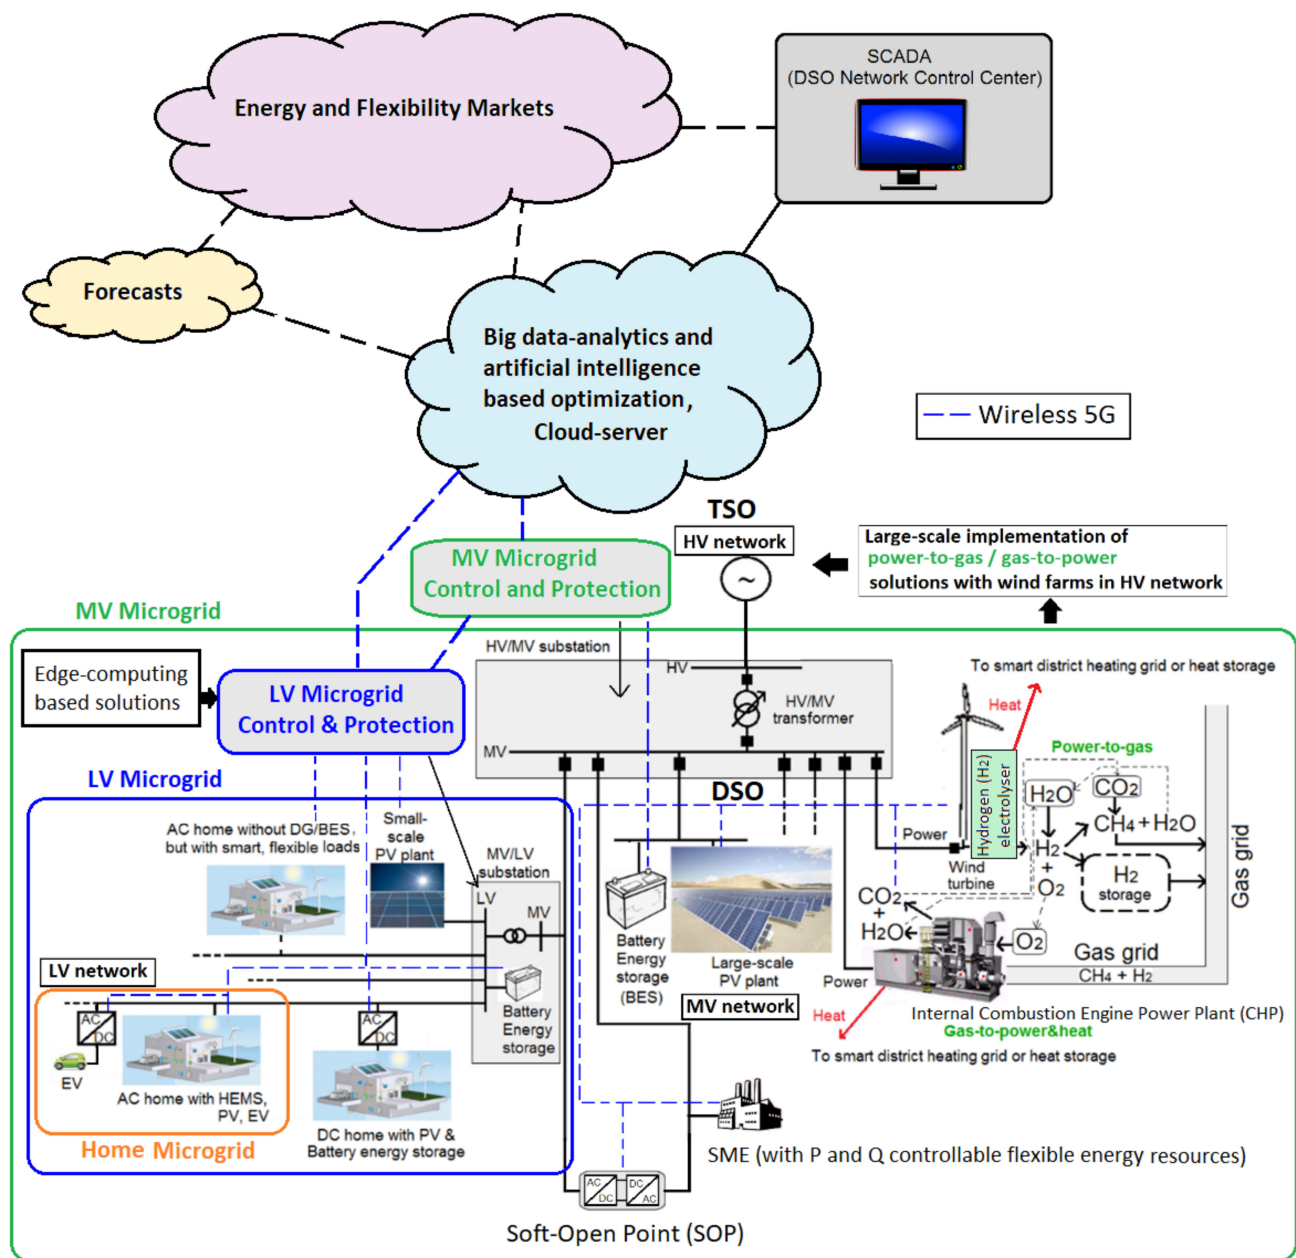 SCADA
(DSO Network Control Center)
Energy and Flexibility Markets
Forecasts
Big data-analytics and
artificial intelligence
based optimization,
Cloud-server
Wireless 5G
TSO
HV network
Large-scale implementation of
power-to-gas / gas-to-power
solutions with wind farms in HV network
MV Microgrid
Control and Protection
~
MV Microgrid
Edge-computing
based solutions
LV Microgrid
Control & Protection
HV/MV substation
HV
HV/MV
transformer
MV
To smart district heating grid or heat storage
Heat
Power-to-gas
Hydrogen (H2)
electrolyser
H2O
CO2
CH4 + H2O
H2
+
O2
H2
storage
Gas grid
LV Microgrid
AC home without DG/BES,
but with smart, flexible loads
Small-
scale
PV plant
MV/LV
substation
LV
MV
Battery
Energy
storage
DSO
Power
Wind
turbine
CO2
+
H2O
O2
Gas grid
CH4 + H2
Battery
Energy
storage
(BES)
Large-scale
PV plant
MV network
Power
Heat
Internal Combustion Engine Power Plant (CHP)
Gas-to-power&heat
To smart district heating grid or heat storage
LV network
AC
DC
EV
AC home with HEMS,
PV, EV
Home Microgrid
AC
DC
DC home with PV &
Battery energy storage
SME (with P and Q controllable flexible energy resources)
AC
DC
DC
AC
Soft-Open Point (SOP)